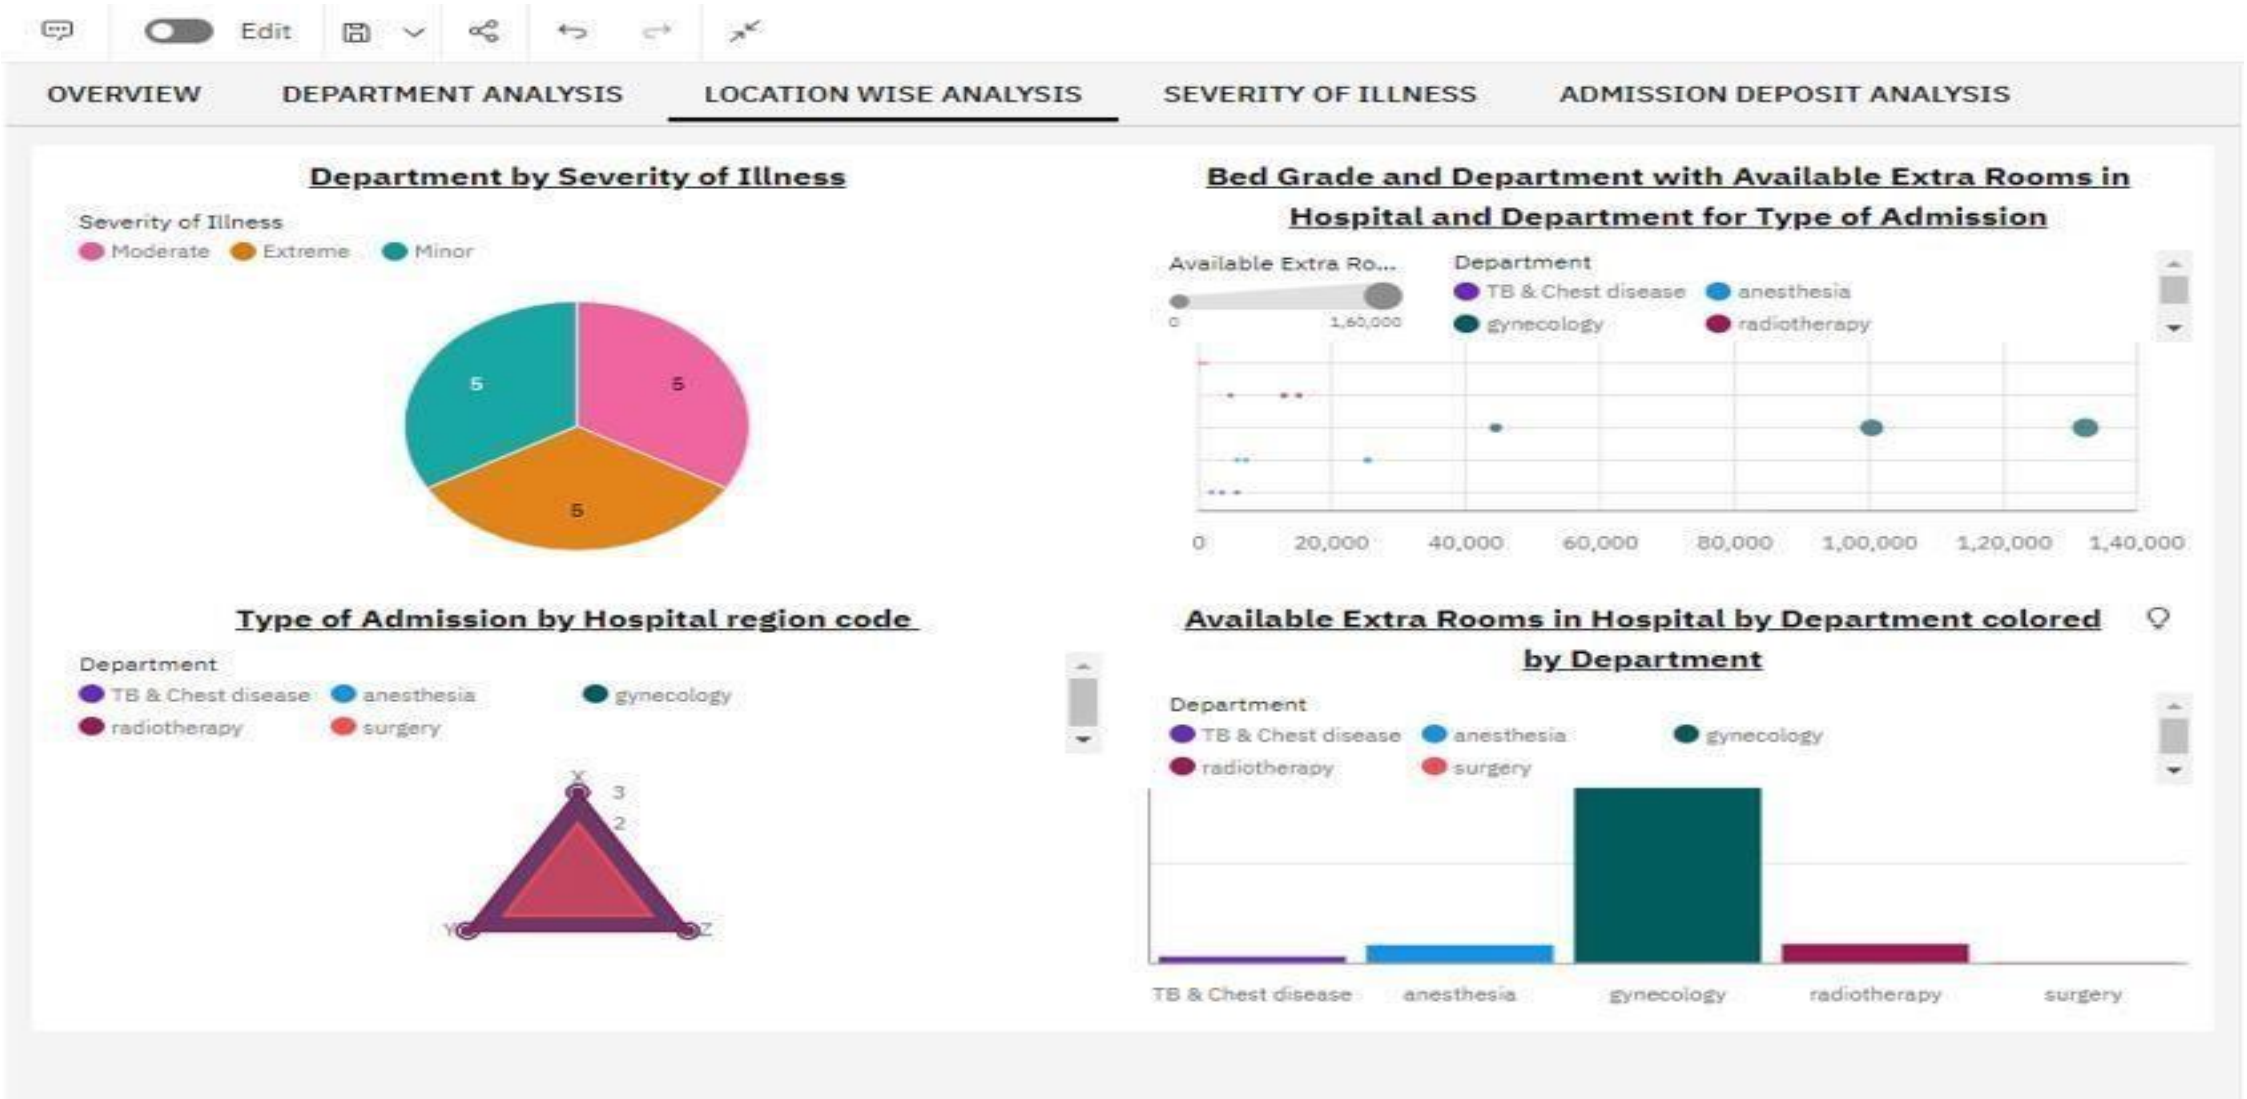 Edit
OVERVIEW DEPARTMENT ANALYSIS LOCATION WISE ANALYSIS SEVERITY OF ILLNESS ADMISSION DEPOSIT ANALYSIS
Department by Severity of Illness
Severity of Illness
Moderate Extreme Minor
5 5
5
Bed Grade and Department with Available Extra Rooms in
Hospital and Department for Type of Admission
Available Extra Ro... Department
TB & Chest disease anesthesia
0 1,60,000 gynecology radiotherapy
0 20,000 40,000 60,000 80,000 1,00,000 1,20,000 1,40,000
Type of Admission by Hospital region code
Department
TB & Chest disease anesthesia gynecology
radiotherapy surgery
X
3
2
Y Z
Available Extra Rooms in Hospital by Department colored
by Department
Department
TB & Chest disease anesthesia gynecology
radiotherapy surgery
TB & Chest disease anesthesia gynecology radiotherapy surgery